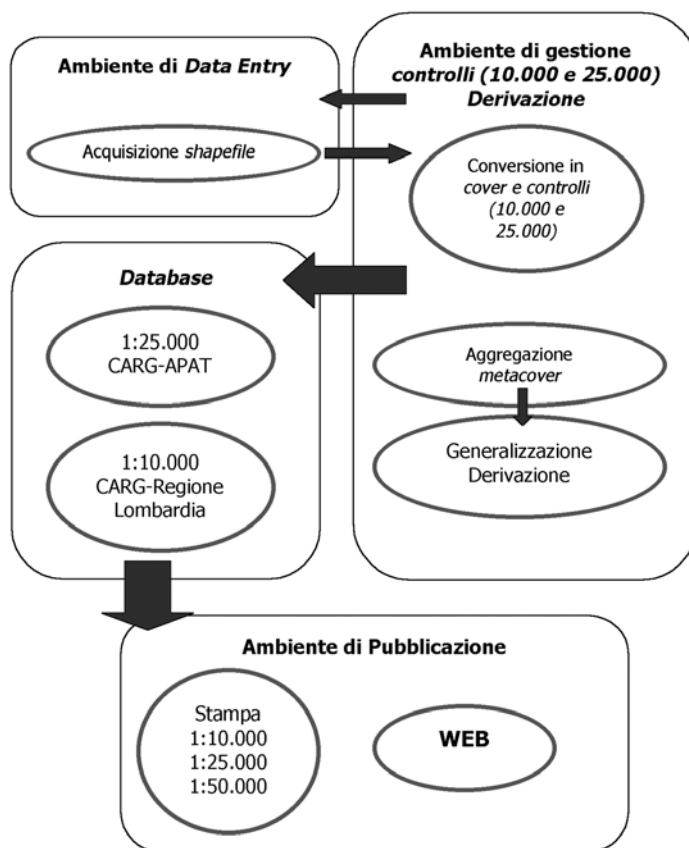 Ambiente di Data Entry
Acquisizione shapefile
Ambiente di gestione
controlli (10.000 e 25.000)
Derivazione
Conversione in
cover e controlli
(10.000 e
25.000)
Aggregazione
metacover
Generalizzazione
Derivazione
Database
1:25.000
CARG-APAT
1:10.000
CARG-Regione
Lombardia
Ambiente di Pubblicazione
Stampa
1:10.000
1:25.000
1:50.000
WEB